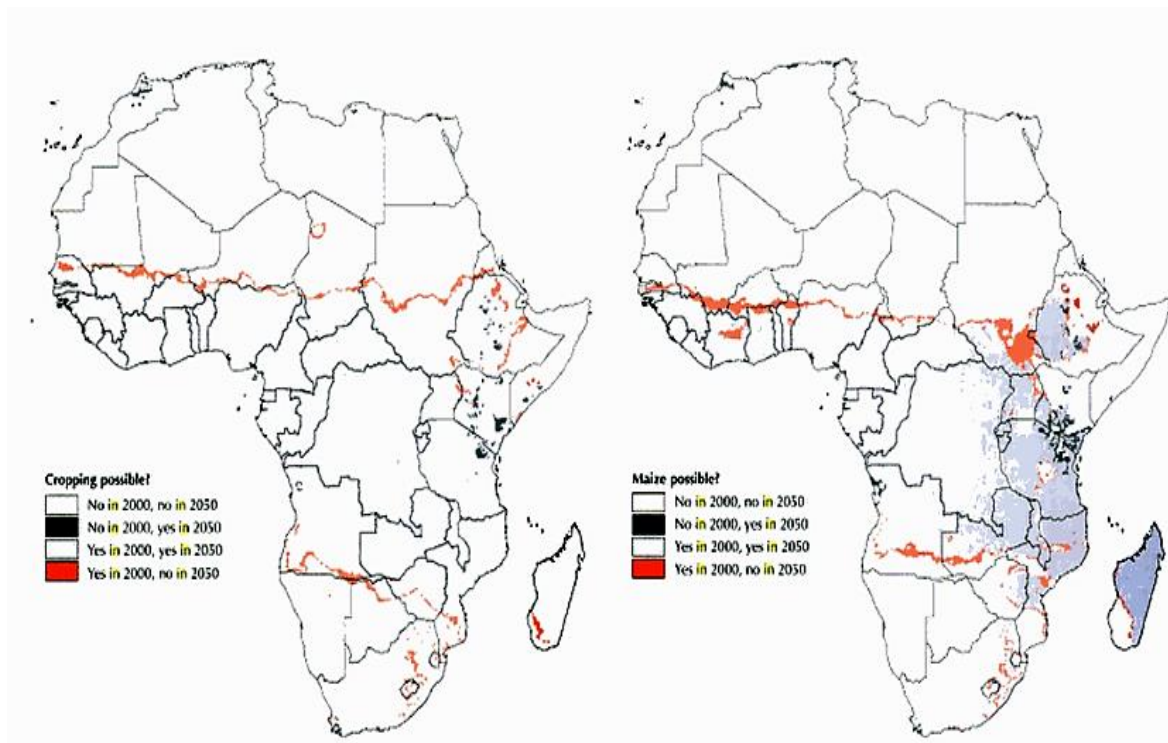 Cropping possible?
No in 2000, no in 2050
No in 2000, yes in 2050
Yes in 2000, yes in 2050
Yes in 2000, no in 2050
Maize possible?
No in 2000, no in 2050
No in 2000, yes in 2050
Yes in 2000, yes in 2050
Yes in 2000, no in 2050